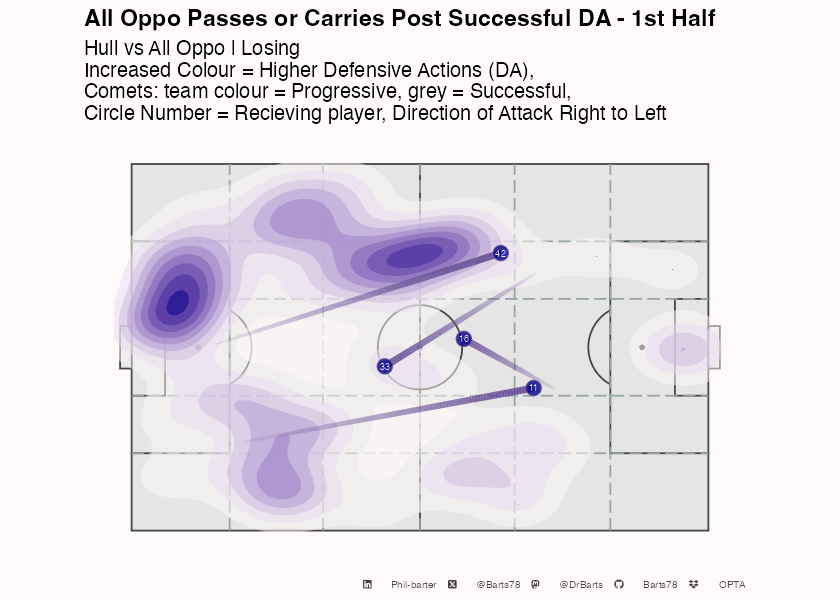 All Oppo Passes or Carries Post Successful DA - 1st Half
Hull vs All Oppo | Losing
Increased Colour = Higher Defensive Actions (DA),
Comets: team colour = Progressive, grey = Successful,
Circle Number = Recieving player, Direction of Attack Right to Left
42
16
33
11
Phil-barter @Barts78 @DrBarts Barts78 OPTA